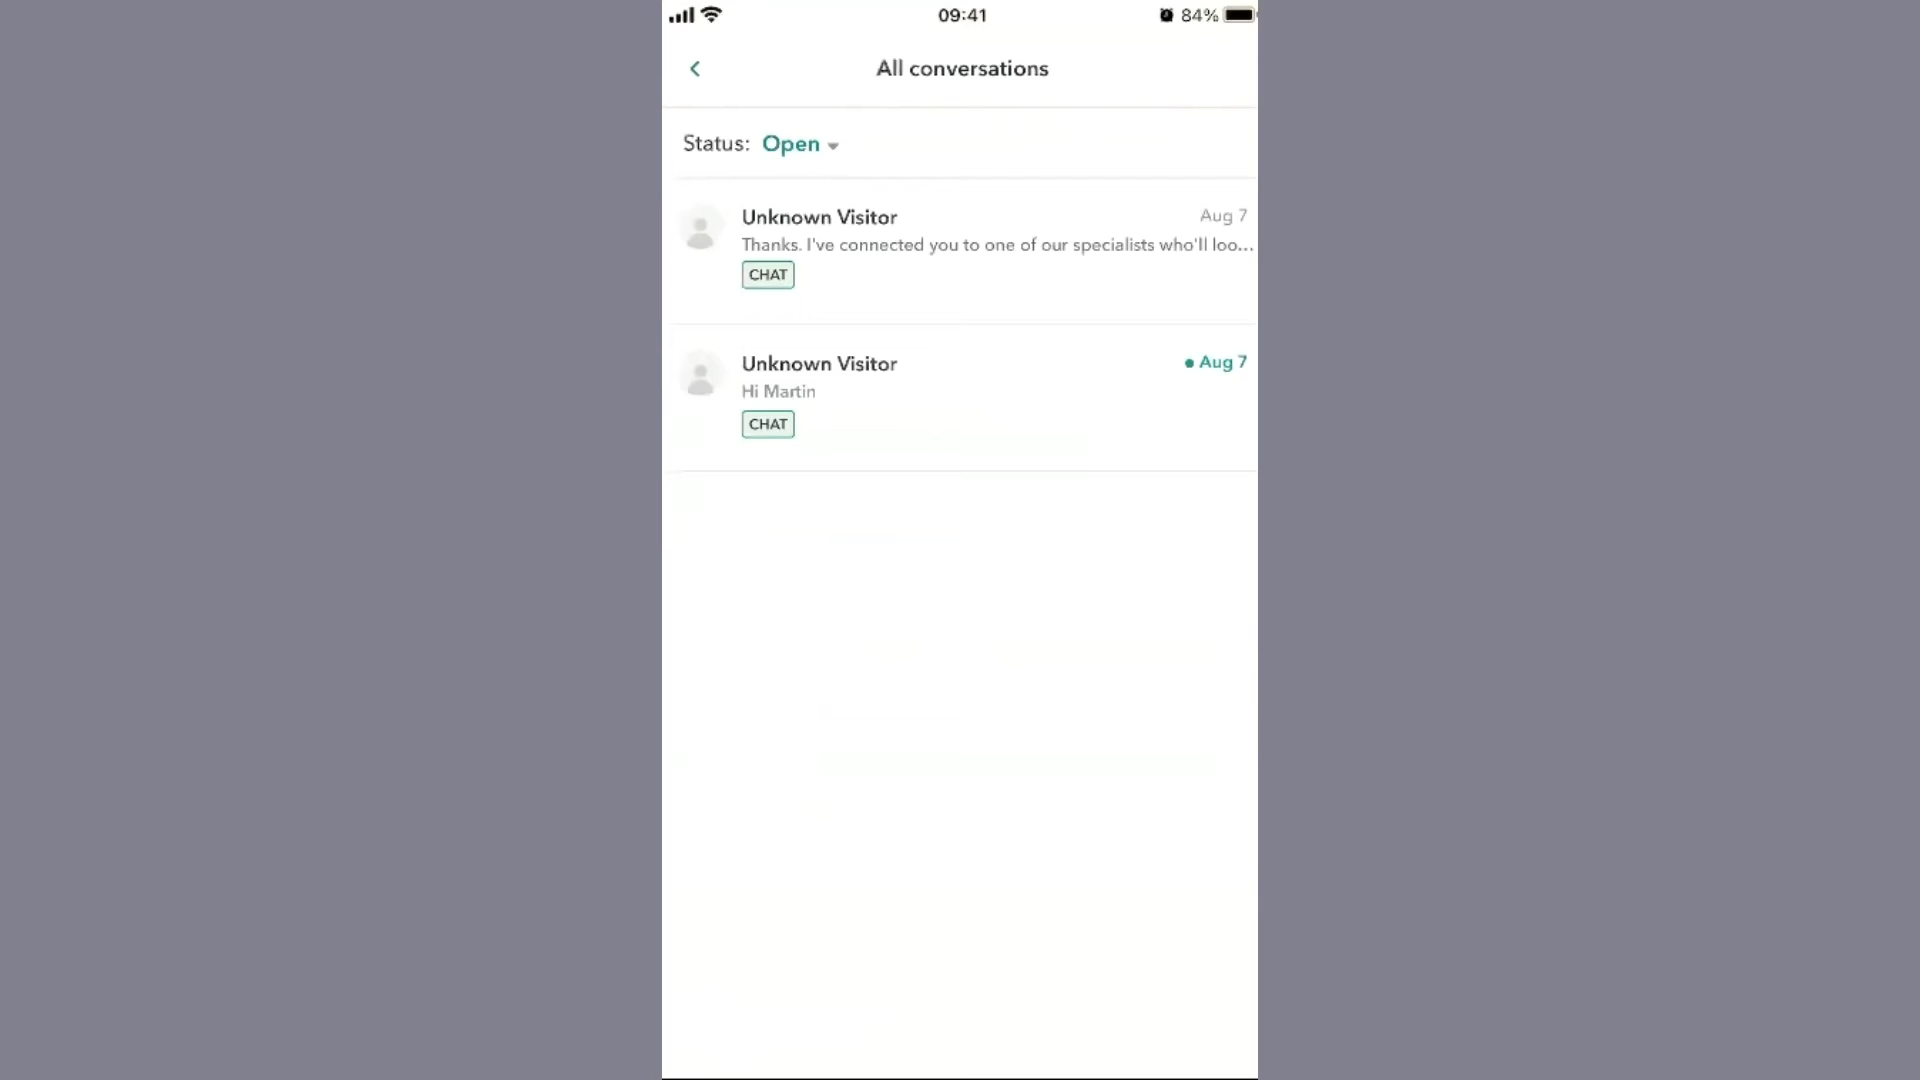 09:41
84%
All conversations
Status: Open
Unknown Visitor
Aug 7
Thanks. I've connected you to one of our specialists who'll loo...
CHAT
Unknown Visitor
Aug 7
Hi Martin
CHAT